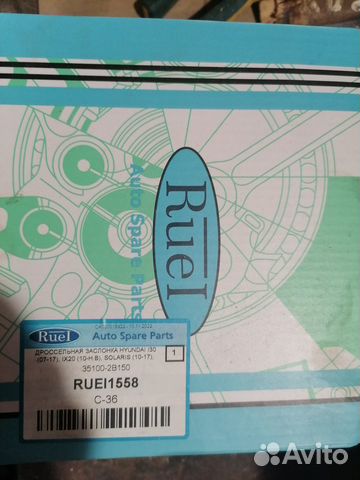 Auto Spare Parts
Ruei
Ruei
Auto Spare Parts
ДРОССЕЛЬНАЯ ЗАСЛОНКА HYUNDAI I30
(07-17), IX20 (10-Н.В), SOLARIS (10-17),
1
35100-2B150
RUEI1558
C-36
Avito